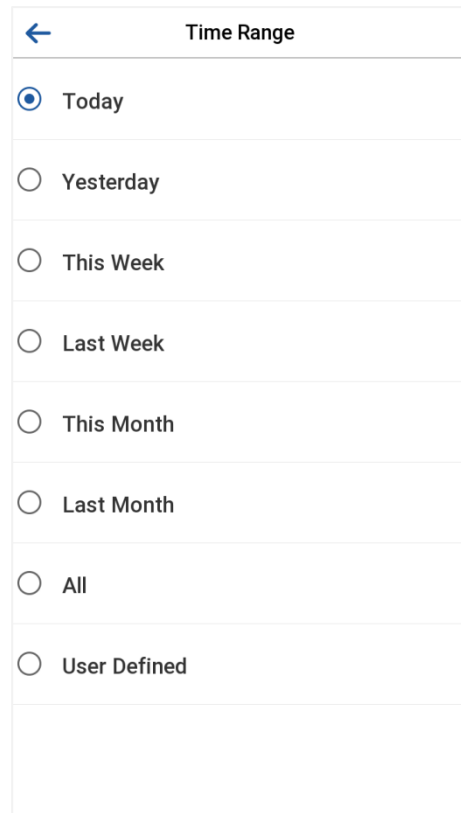 Time Range
Today
Yesterday
This Week
Last Week
This Month
Last Month
All
User Defined